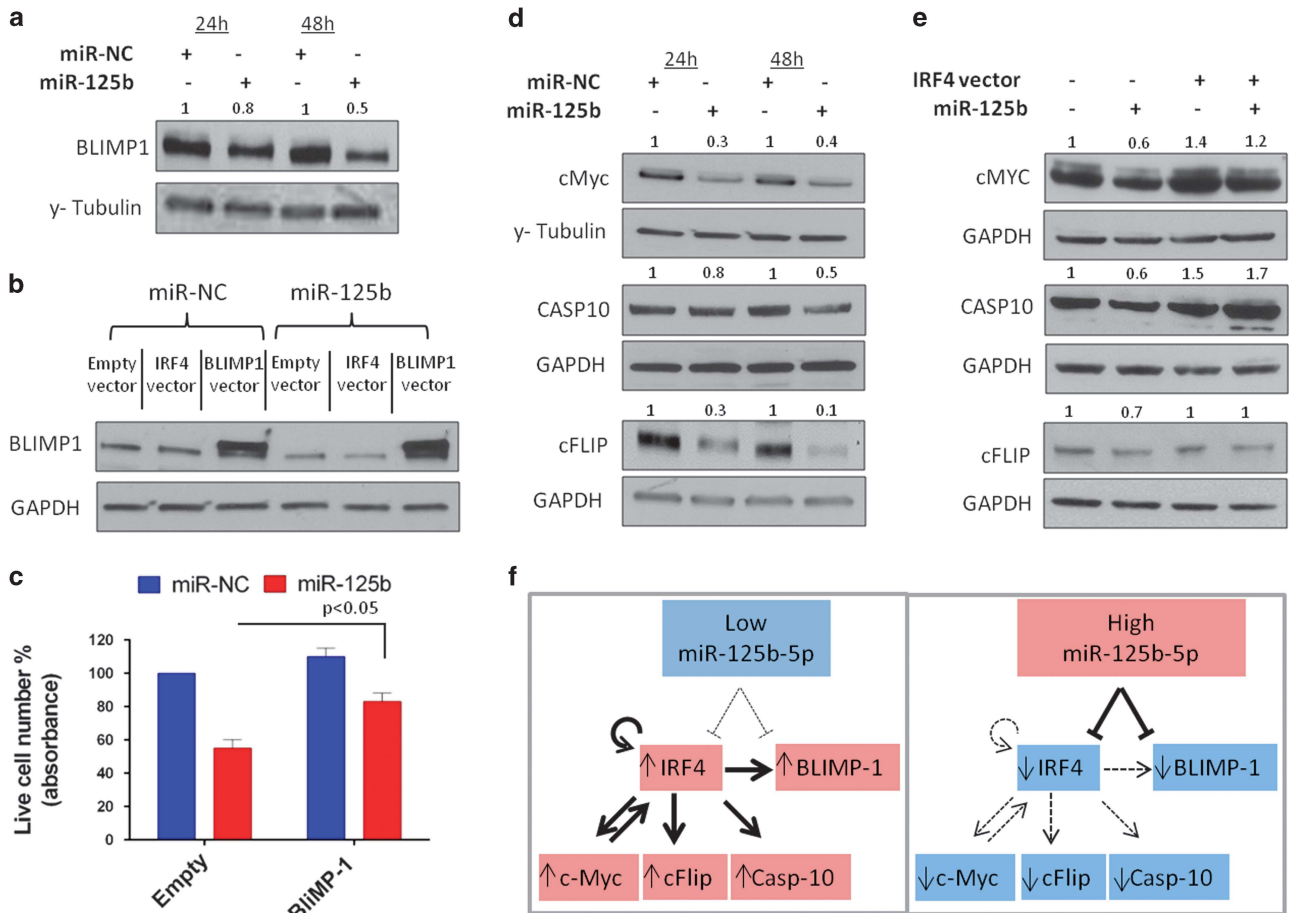 a
24h 48h
miR-NC + - + -
miR-125b - + - +
1 0.8 1 0.5
BLIMP1
y- Tubulin
b
miR-NC miR-125b
Empty vector IRF4 vector BLIMP1 vector Empty vector IRF4 vector BLIMP1 vector
BLIMP1
GAPDH
c
miR-NC miR-125b
p<0.05
Live cell number %
(absorbance)
120
100
80
60
40
20
0
Empty
BliMP-1
d
24h 48h
miR-NC + - + -
miR-125b - + - +
1 0.3 1 0.4
cMyc
y- Tubulin
1 0.8 1 0.5
CASP10
GAPDH
1 0.3 1 0.1
cFLIP
GAPDH
e
IRF4 vector - - + +
miR-125b - + - +
1 0.6 1.4 1.2
cMYC
GAPDH
1 0.6 1.5 1.7
CASP10
GAPDH
1 0.7 1 1
cFLIP
GAPDH
f
Low
miR-125b-5p
↑ IRF4
↑ BLIMP-1
↑ c-Myc
↑ cFlip
↑ Casp-10
High
miR-125b-5p
↓ IRF4
↓ BLIMP-1
↓ c-Myc
↓ cFlip
↓ Casp-10